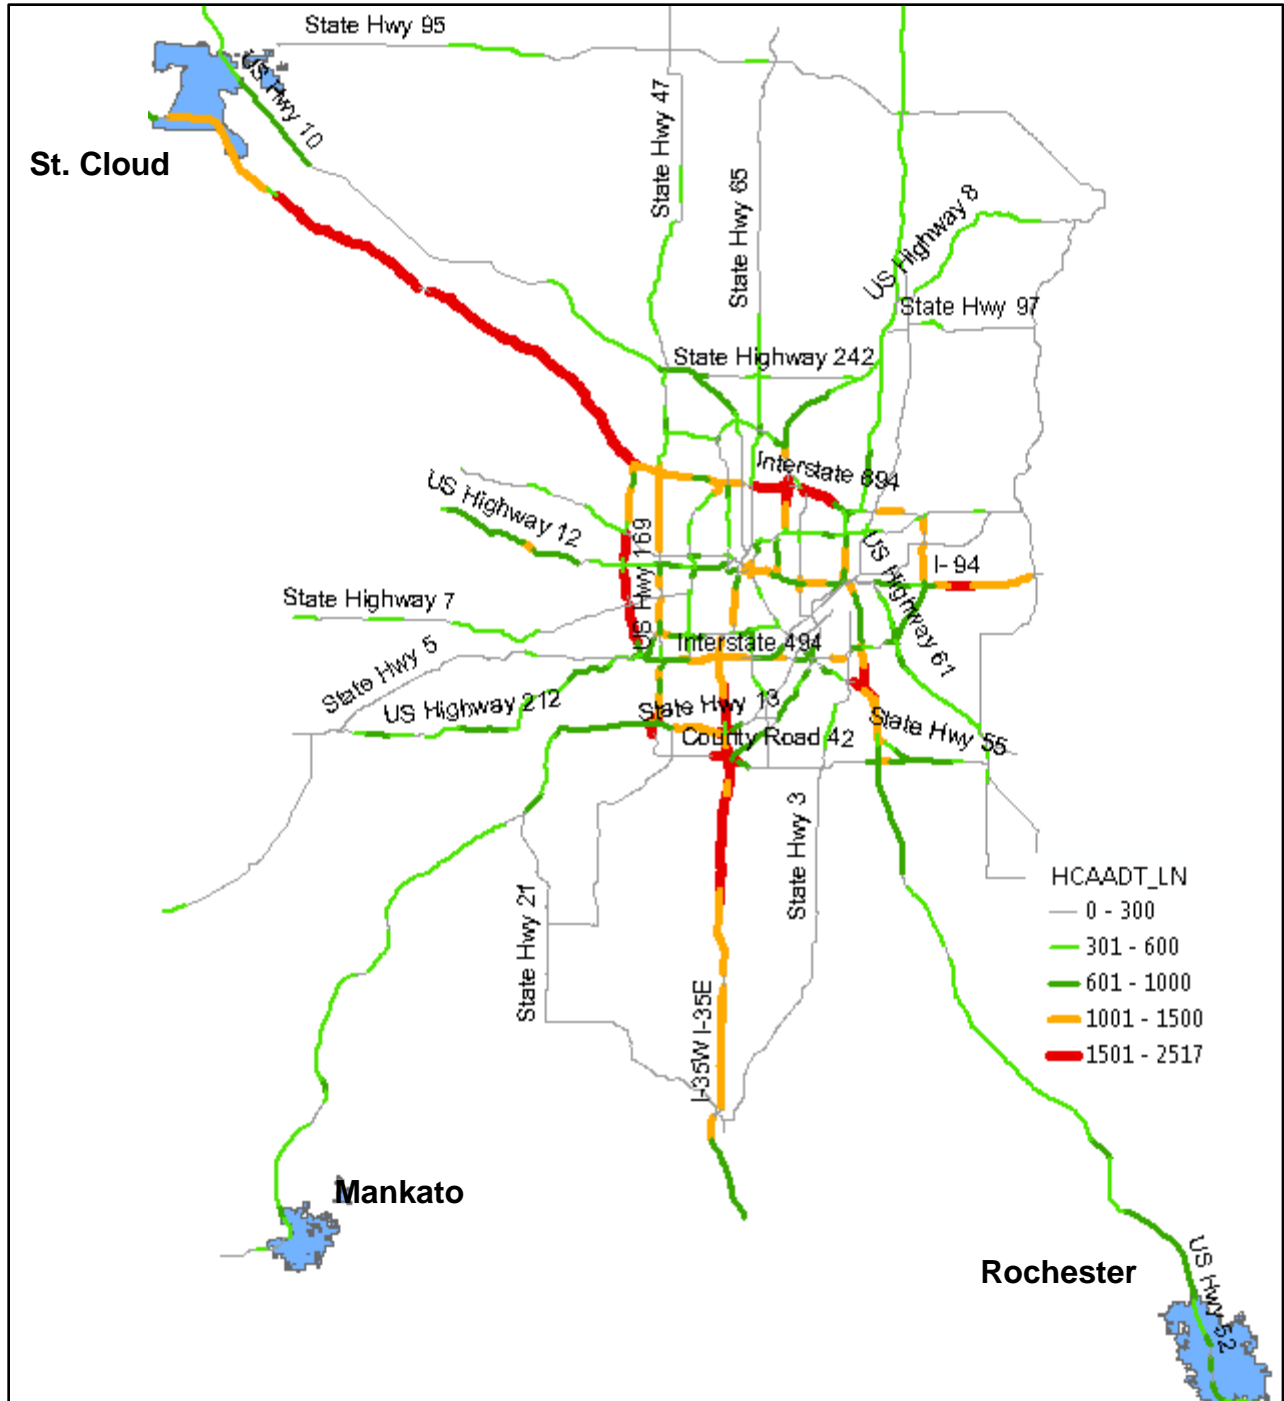 State Hwy 95
US Hwy 10
State Hwy 47
St. Cloud
State Hwy 65
US Highway 8
State Hwy 97
State Highway 242
Interstate 694
US Highway 12
US Hwy 169
US Highway 61
I- 94
State Highway 7
Interstate 494
State Hwy 5
US Highway 212
State Hwy 13
State Hwy 55
County Road 42
State Hwy 3
HCAADT_LN
0 - 300
301 - 600
601 - 1000
1001 - 1500
1501 - 2517
State Hwy 21
I-35W I-35E
Mankato
Rochester
US Hwy 52